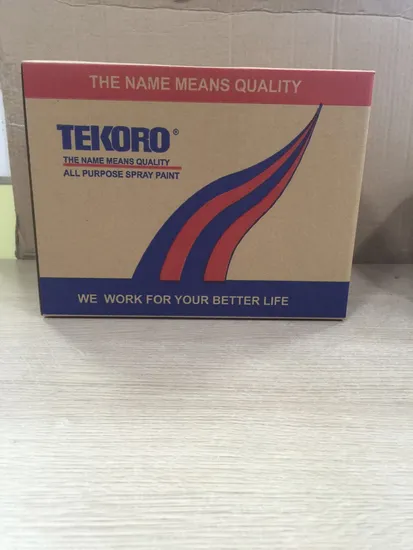 THE NAME MEANS QUALITY
TEKORO®
THE NAME MEANS QUALITY
ALL PURPOSE SPRAY PAINT
WE WORK FOR YOUR BETTER LIFE